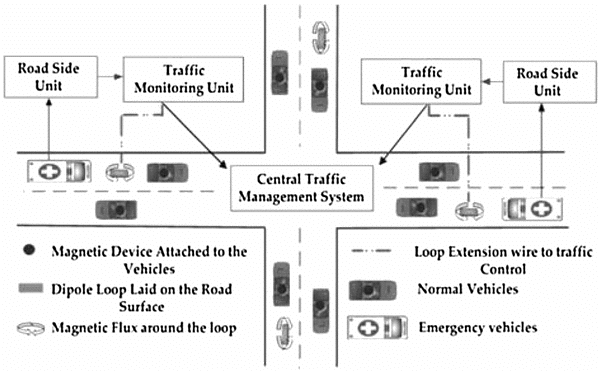 Road Side
Unit
Traffic
Monitoring Unit
Traffic
Monitoring Unit
Road Side
Unit
Central Traffic
Management System
Magnetic Device Attached to the
Vehicles
Dipole Loop Laid on the Road
Surface
Magnetic Flux around the loop
Loop Extension wire to traffic
Control
Normal Vehicles
Emergency vehicles